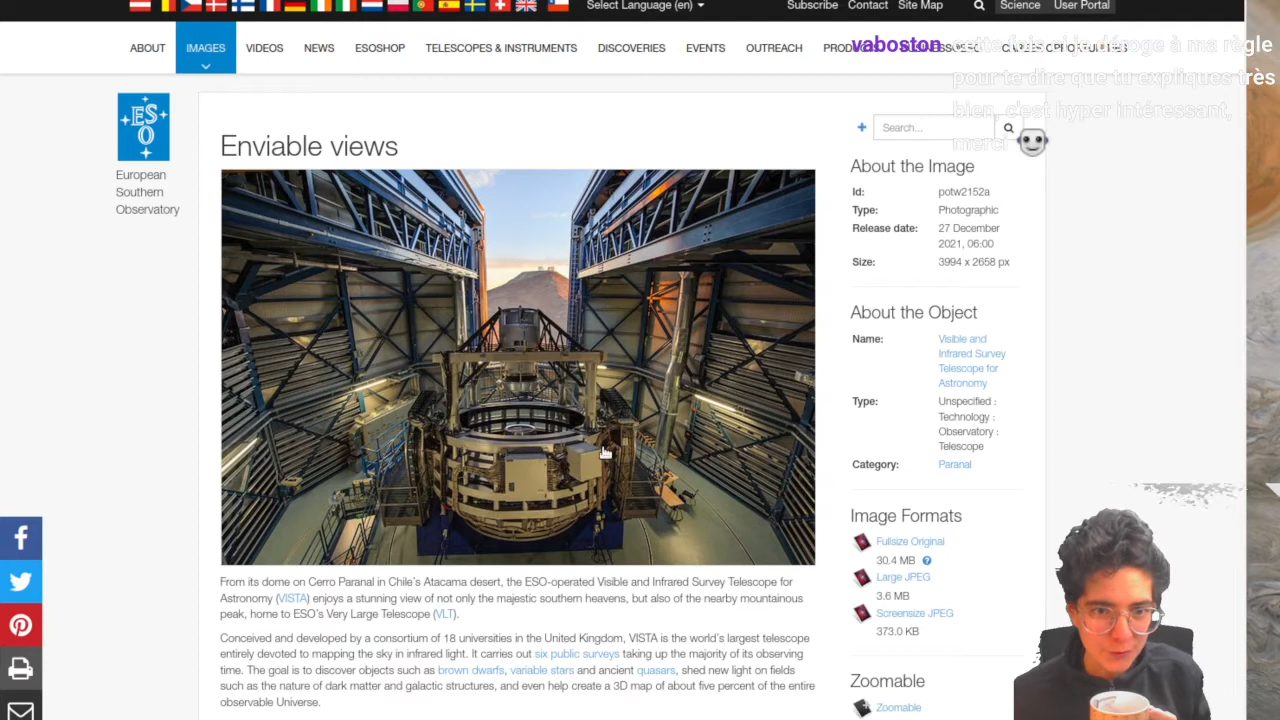 Select Language (en)
Subscribe Contact Site Map Science User Portal
ABOUT IMAGES VIDEOS NEWS ESOSHOP TELESCOPES & INSTRUMENTS DISCOVERIES EVENTS OUTREACH
vaboston cette fois ci je déroge à ma règle
pour te dire que tu expliques très
bien, c'est hyper intéressant,
merci
ESO
European
Southern
Observatory
Enviable views
From its dome on Cerro Paranal in Chile's Atacama desert, the ESO-operated Visible and Infrared Survey Telescope for
Astronomy (VISTA) enjoys a stunning view of not only the majestic southern heavens, but also of the nearby mountainous
peak, home to ESO's Very Large Telescope (VLT).
Conceived and developed by a consortium of 18 universities in the United Kingdom, VISTA is the world's largest telescope
entirely devoted to mapping the sky in infrared light. It carries out six public surveys taking up the majority of its observing
time. The goal is to discover objects such as brown dwarfs, variable stars and ancient quasars, shed new light on fields
such as the nature of dark matter and galactic structures, and even help create a 3D map of about five percent of the entire
observable Universe.
Search...
About the Image
Id: potw2152a
Type: Photographic
Release date: 27 December
2021, 06:00
Size: 3994 x 2658 px
About the Object
Name: Visible and
Infrared Survey
Telescope for
Astronomy
Type: Unspecified :
Technology :
Observatory :
Telescope
Category: Paranal
Image Formats
Fullsize Original
30.4 MB
Large JPEG
3.6 MB
Screensize JPEG
373.0 KB
Zoomable
Zoomable